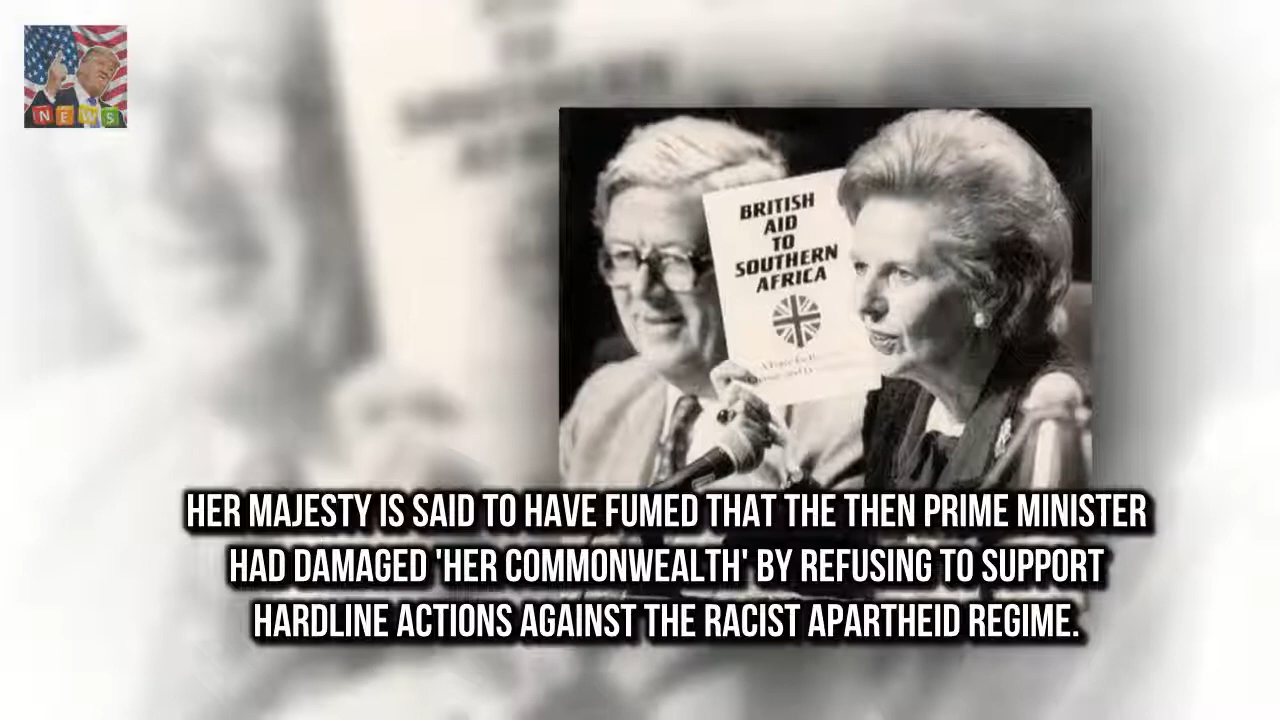 NEWS
BRITISH
AID
TO
SOUTHERN
AFRICA
HER MAJESTY IS SAID TO HAVE FUMED THAT THE THEN PRIME MINISTER
HAD DAMAGED 'HER COMMONWEALTH' BY REFUSING TO SUPPORT
HARDLINE ACTIONS AGAINST THE RACIST APARTHEID REGIME.